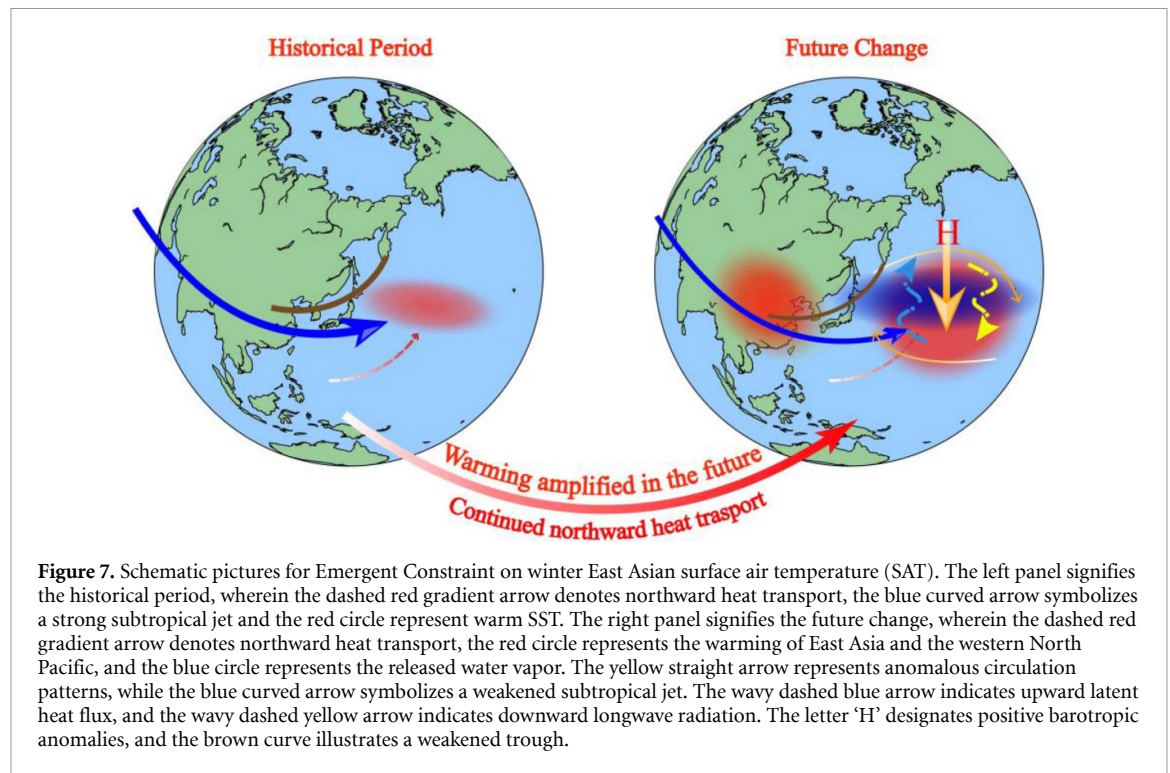 Historical Period
Future Change
H
Warming amplified in the future
Continued northward heat trasport
Figure 7. Schematic pictures for Emergent Constraint on winter East Asian surface air temperature (SAT). The left panel signifies
the historical period, wherein the dashed red gradient arrow denotes northward heat transport, the blue curved arrow symbolizes
a strong subtropical jet and the red circle represent warm SST. The right panel signifies the future change, wherein the dashed red
gradient arrow denotes northward heat transport, the red circle represents the warming of East Asia and the western North
Pacific, and the blue circle represents the released water vapor. The yellow straight arrow represents anomalous circulation
patterns, while the blue curved arrow symbolizes a weakened subtropical jet. The wavy dashed blue arrow indicates upward latent
heat flux, and the wavy dashed yellow arrow indicates downward longwave radiation. The letter ‘H’ designates positive barotropic
anomalies, and the brown curve illustrates a weakened trough.